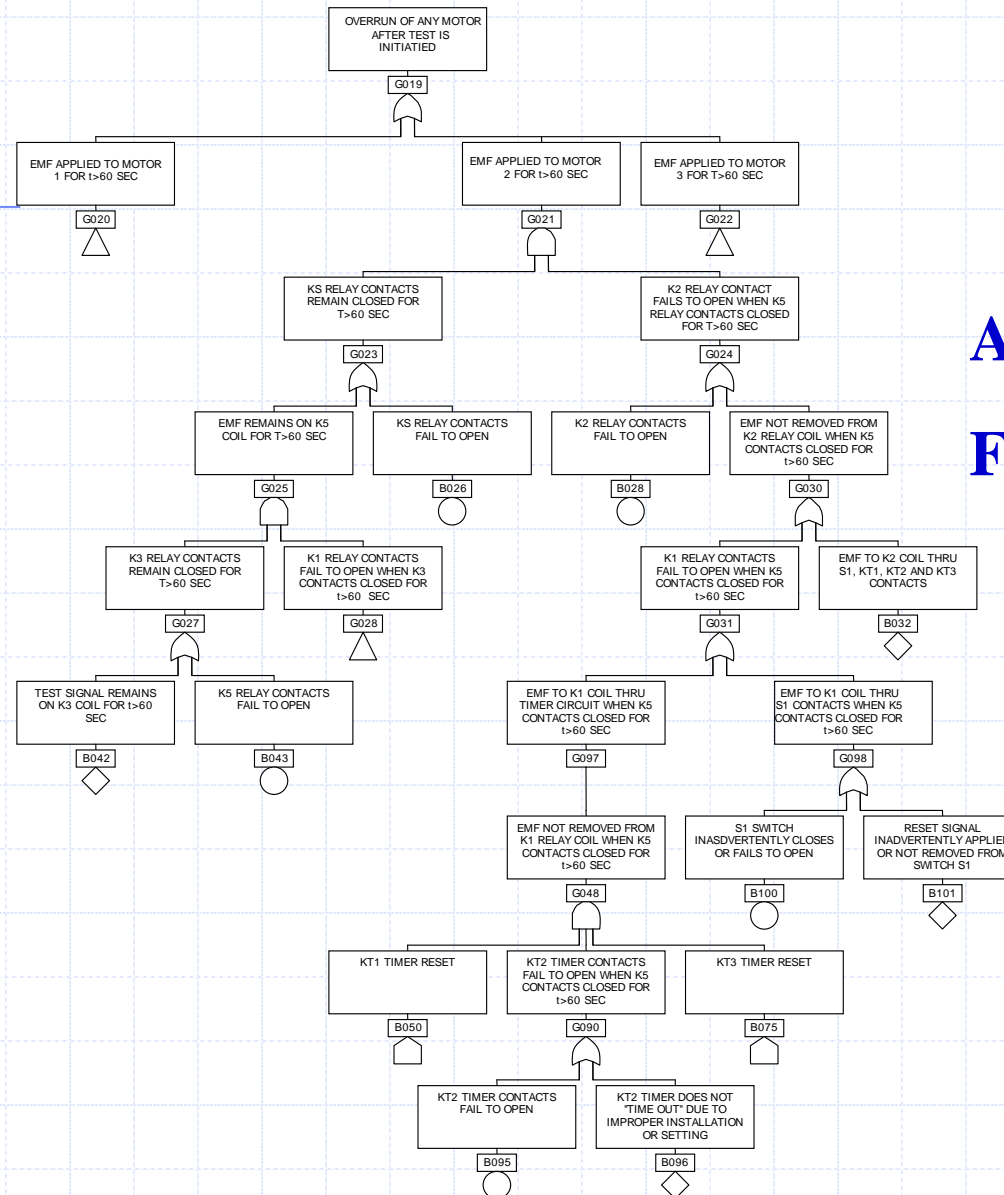 OVERRUN OF ANY MOTOR
AFTER TEST IS
INITIATIED
G019
EMF APPLIED TO MOTOR
1 FOR t>60 SEC
G020
EMF APPLIED TO MOTOR
2 FOR t>60 SEC
G021
EMF APPLIED TO MOTOR
3 FOR T>60 SEC
G022
KS RELAY CONTACTS
REMAIN CLOSED FOR
T>60 SEC
G023
K2 RELAY CONTACT
FAILS TO OPEN WHEN K5
RELAY CONTACTS CLOSED
FOR T>60 SEC
G024
A
F
EMF REMAINS ON K5
COIL FOR T>60 SEC
G025
KS RELAY CONTACTS
FAIL TO OPEN
B026
K2 RELAY CONTACTS
FAIL TO OPEN
B028
EMF NOT REMOVED FROM
K2 RELAY COIL WHEN K5
CONTACTS CLOSED FOR
t>60 SEC
G030
K3 RELAY CONTACTS
REMAIN CLOSED FOR
T>60 SEC
G027
K1 RELAY CONTACTS
FAIL TO OPEN WHEN K3
CONTACTS CLOSED FOR
t>60 SEC
G028
K1 RELAY CONTACTS
FAIL TO OPEN WHEN K5
CONTACTS CLOSED FOR
t>60 SEC
G031
EMF TO K2 COIL THRU
S1, KT1, KT2 AND KT3
CONTACTS
B032
TEST SIGNAL REMAINS
ON K3 COIL FOR t>60
SEC
B042
K5 RELAY CONTACTS
FAIL TO OPEN
B043
EMF TO K1 COIL THRU
TIMER CIRCUIT WHEN K5
CONTACTS CLOSED FOR
t>60 SEC
G097
EMF TO K1 COIL THRU
S1 CONTACTS WHEN K5
CONTACTS CLOSED FOR
t>60 SEC
G098
EMF NOT REMOVED FROM
K1 RELAY COIL WHEN K5
CONTACTS CLOSED FOR
t>60 SEC
G048
S1 SWITCH
INASDVERTENTLY CLOSES
OR FAILS TO OPEN
B100
RESET SIGNAL
INADVERTENTLY APPLIE
OR NOT REMOVED FROM
SWITCH S1
B101
KT1 TIMER RESET
B050
KT2 TIMER CONTACTS
FAIL TO OPEN WHEN K5
CONTACTS CLOSED FOR
t>60 SEC
G090
KT3 TIMER RESET
B075
KT2 TIMER CONTACTS
FAIL TO OPEN
B095
KT2 TIMER DOES NOT
"TIME OUT" DUE TO
IMPROPER INSTALLATION
OR SETTING
B096